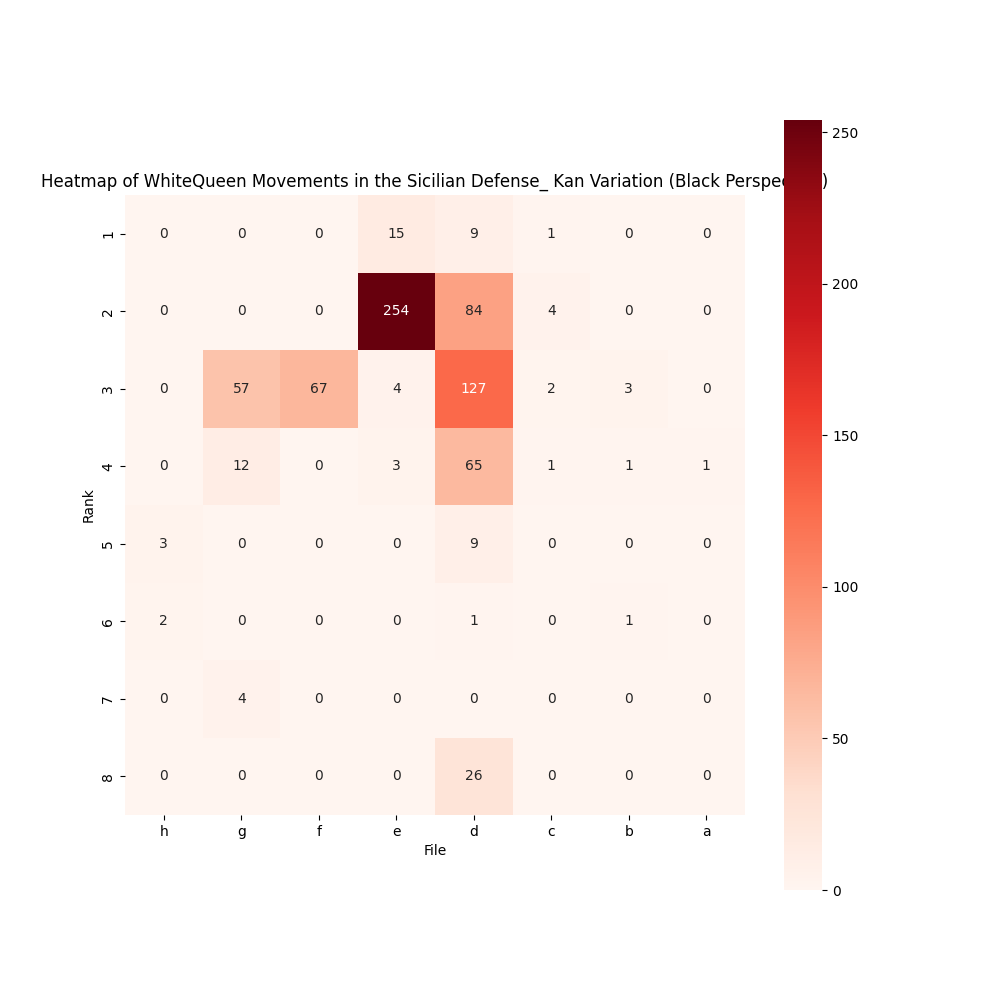 250
Heatmap of WhiteQueen Movements in the Sicilian Defense_ Kan Variation (Black Perspec )
1 0 0 0 15 9 1 0 0
2 0 0 0 254 84 4 0 0
3 0 57 67 4 127 2 3 0
4 0 12 0 3 65 1 1 1
5 3 0 0 0 9 0 0 0
6 2 0 0 0 1 0 1 0
7 0 4 0 0 0 0 0 0
8 0 0 0 0 26 0 0 0
h g f e d c b a
File
Rank
200
150
100
50
0